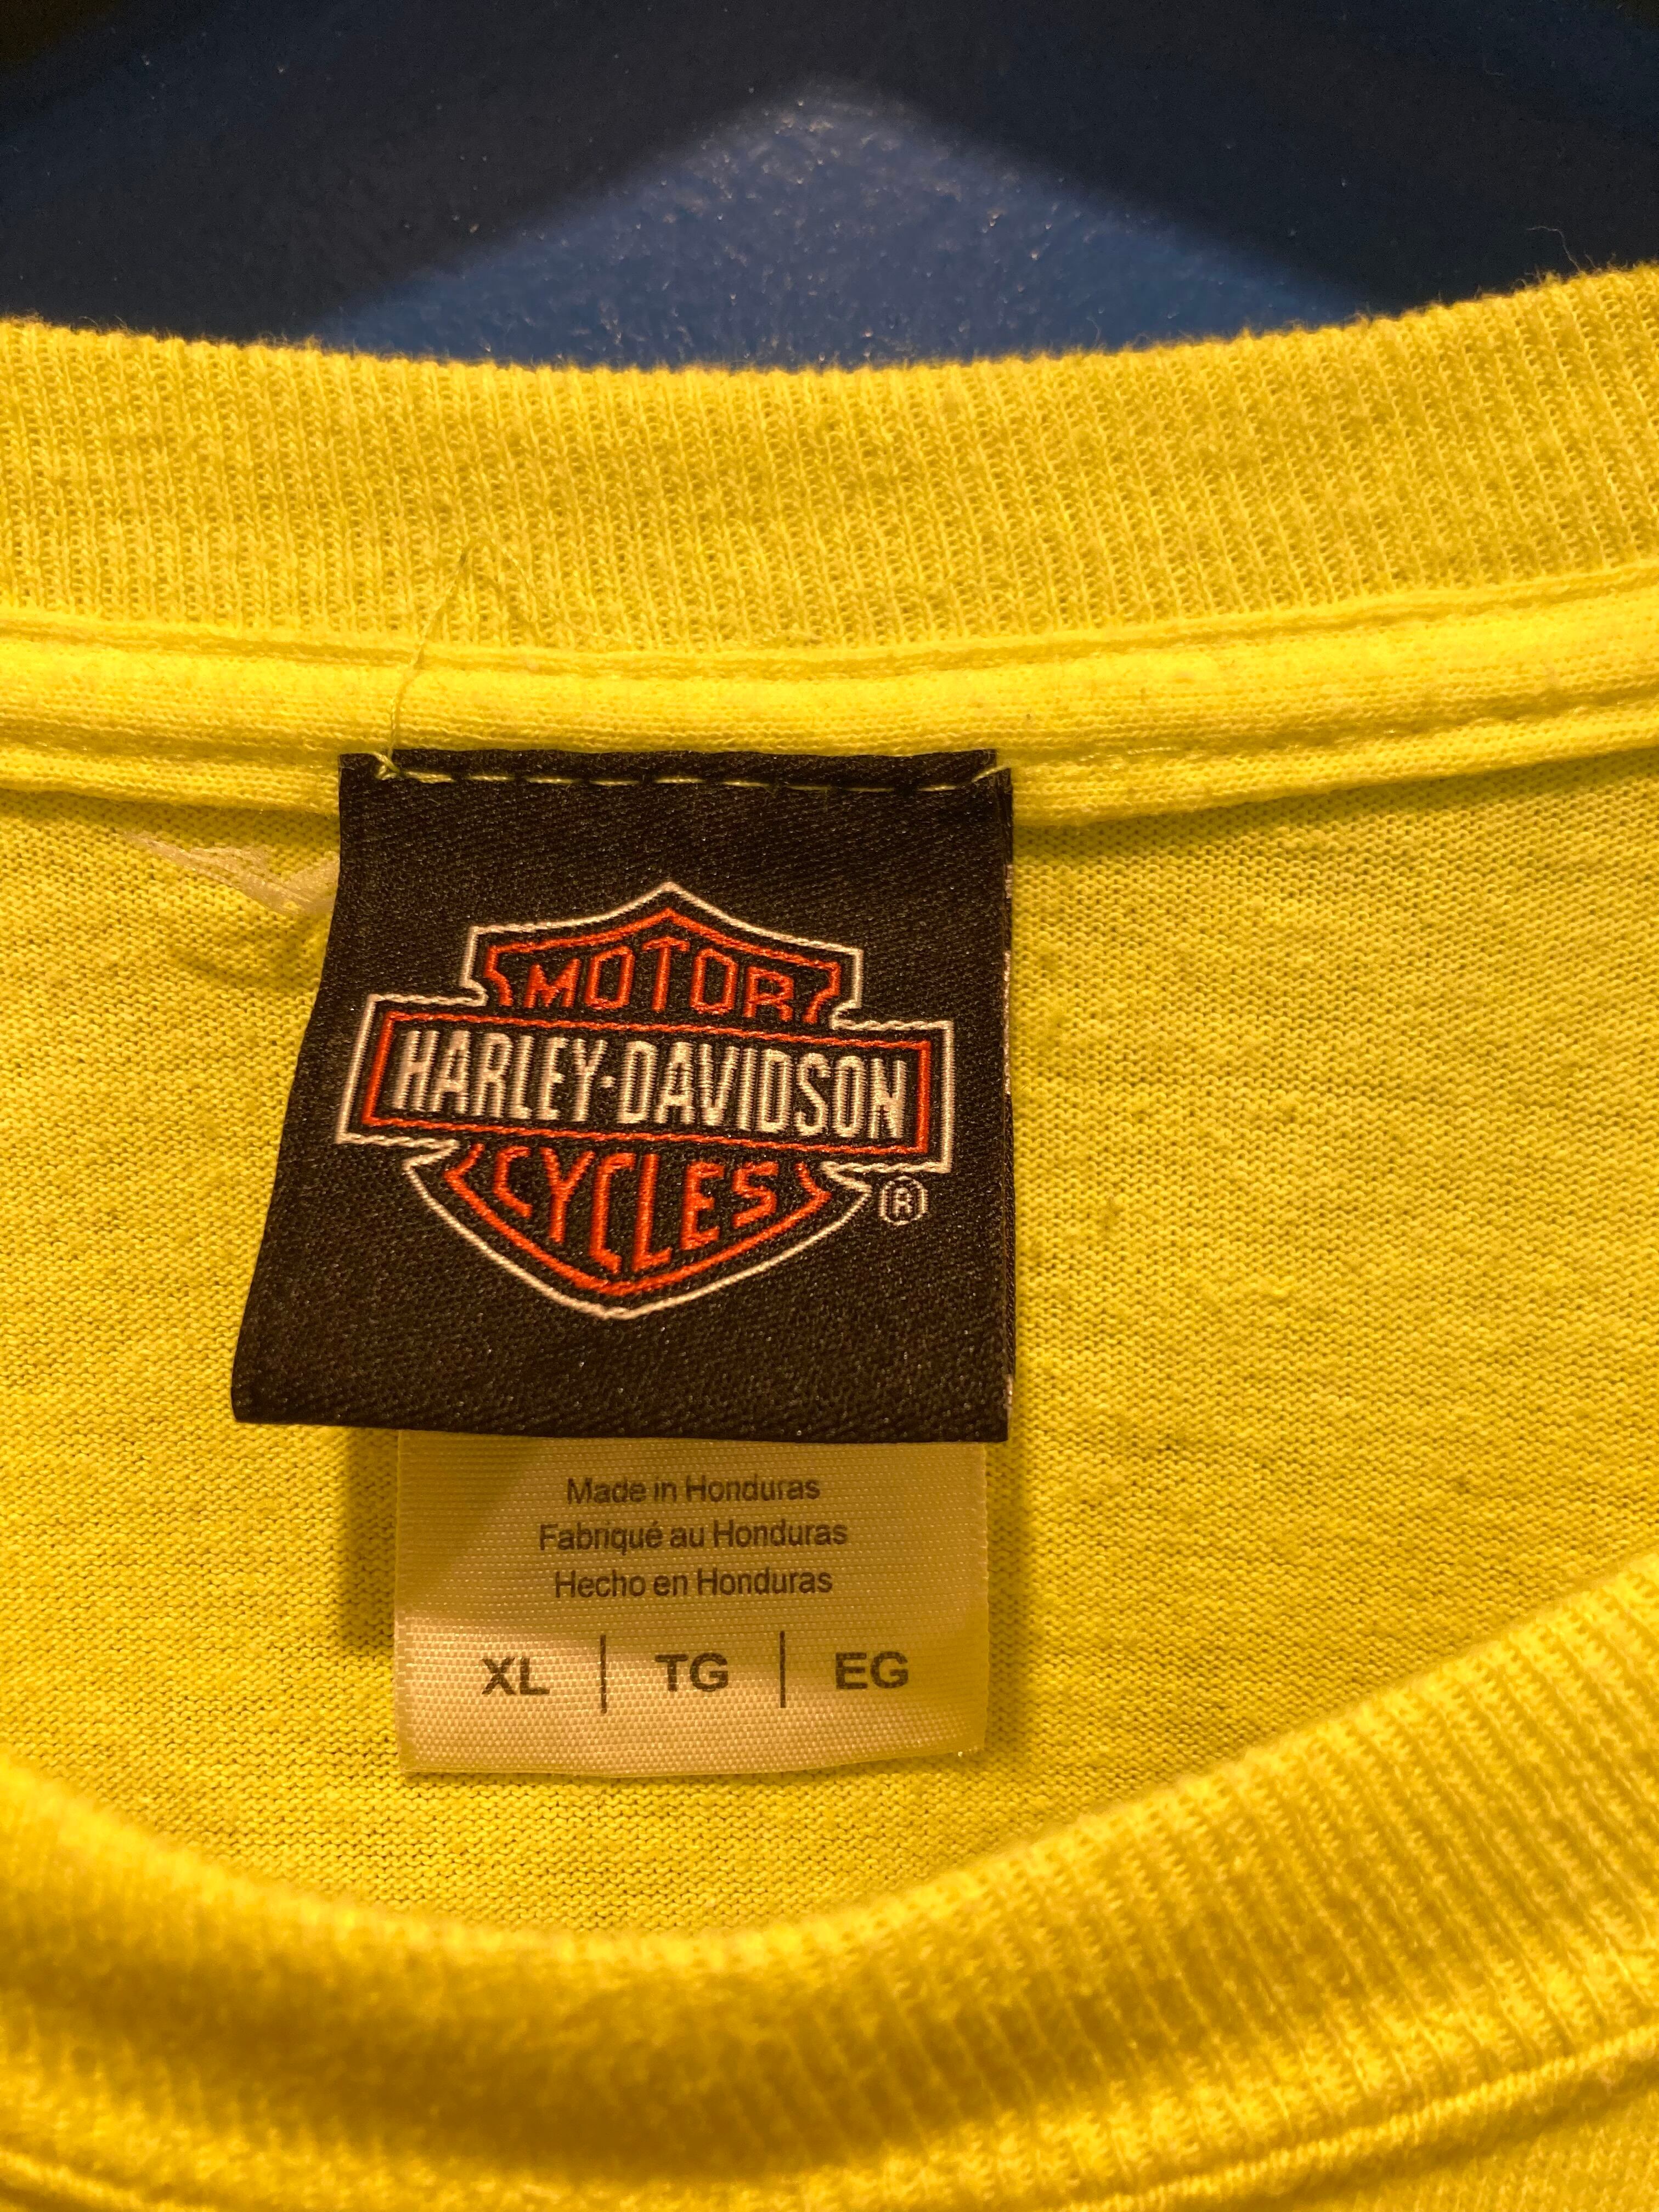 MOTOR
HARLEY-DAVIDSON
CYCLES
®
Made in Honduras
Fabriqué au Honduras
Hecho en Honduras
XL | TG | EG